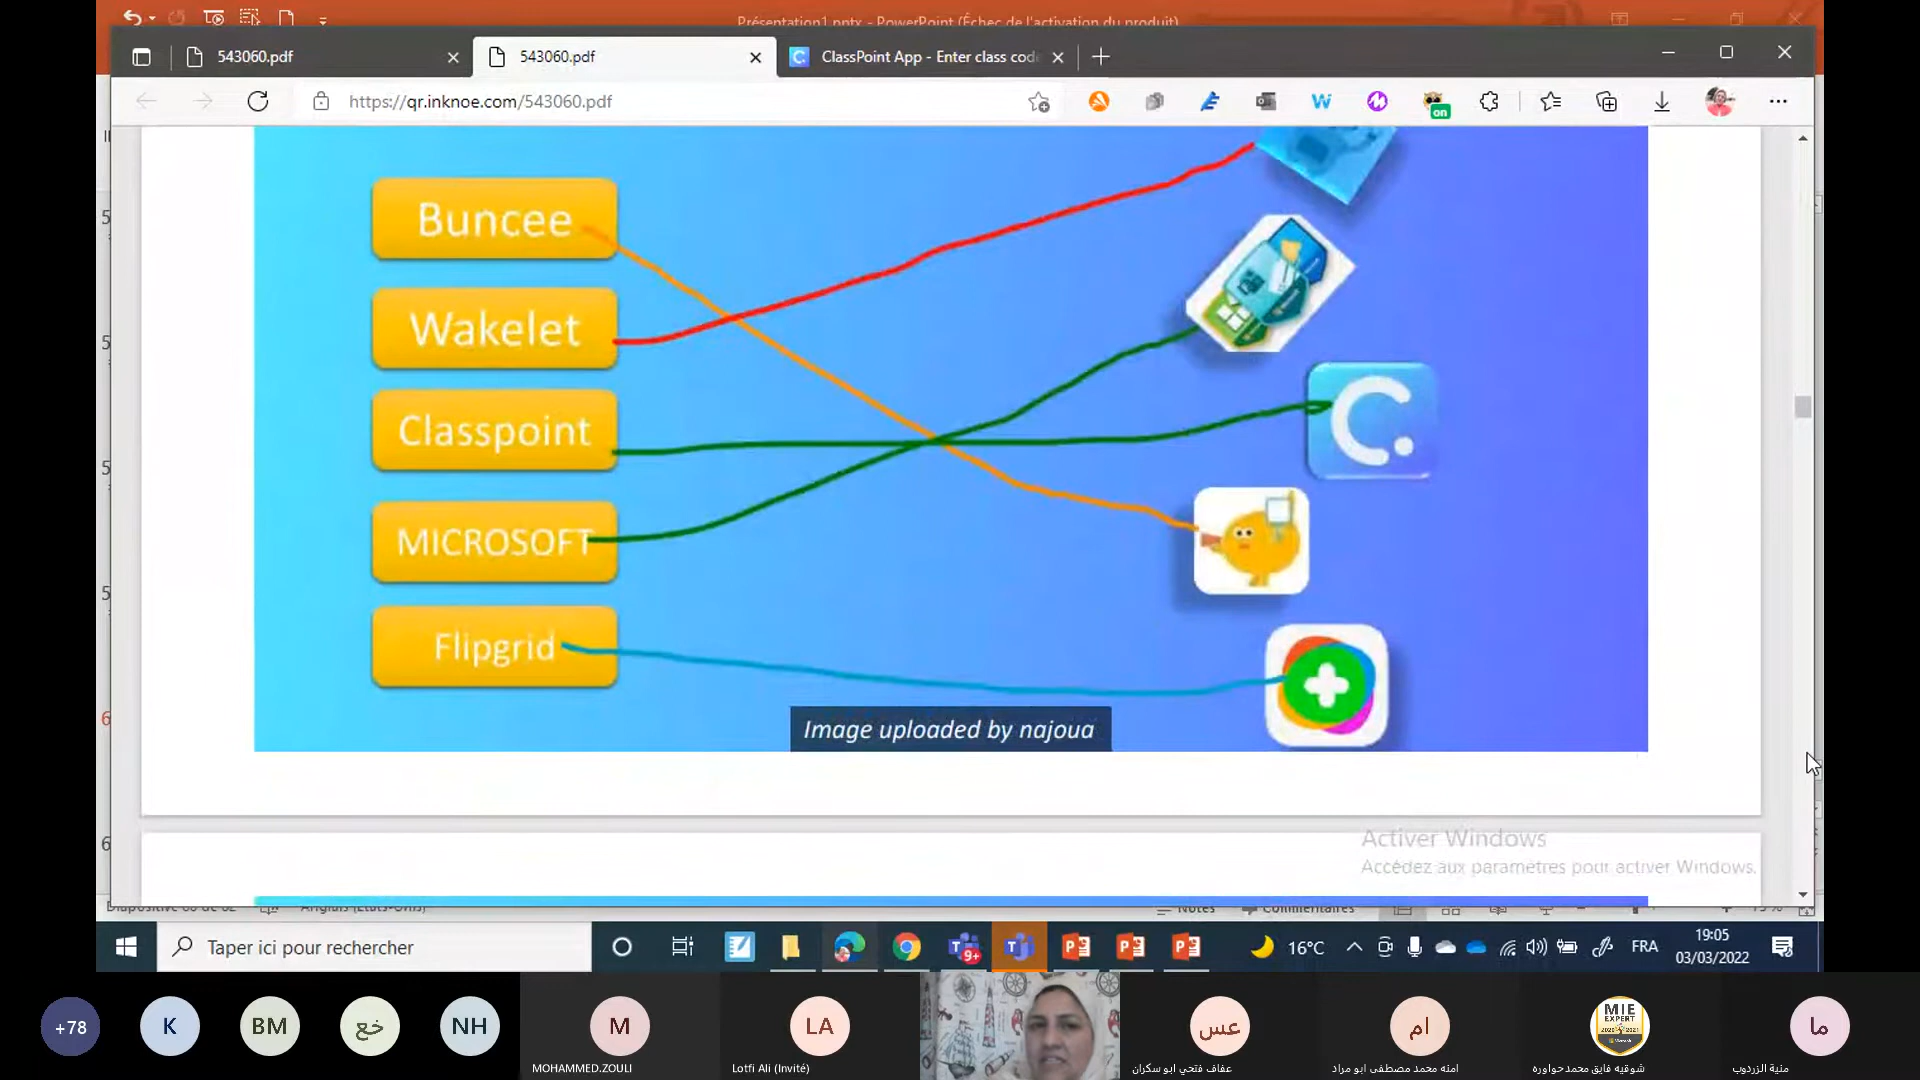 Présentation1.pptx - PowerPoint (Échec de l'activation du produit)
543060.pdf
543060.pdf
ClassPoint App - Enter class code
https://qr.inknoe.com/543060.pdf
on
Buncee
Wakelet
Classpoint
MICROSOFT
Flipgrid
C.
Image uploaded by najoua
Activer Windows
Accédez aux paramètres pour activer Windows.
Notes
Commentaires
Taper ici pour rechercher
9+
16°C
FRA
19:05
03/03/2022
+78
K
BM
خع
NH
M
LA
عس
ام
MIE
EXPERT
ما
MOHAMMED.ZOULI
Lotfi Ali (Invité)
عفاف فتحي ابو سكران
امنه محمد مصطفى ابو مراد
شوقيه فايق محمد حواوره
منية الزردوب